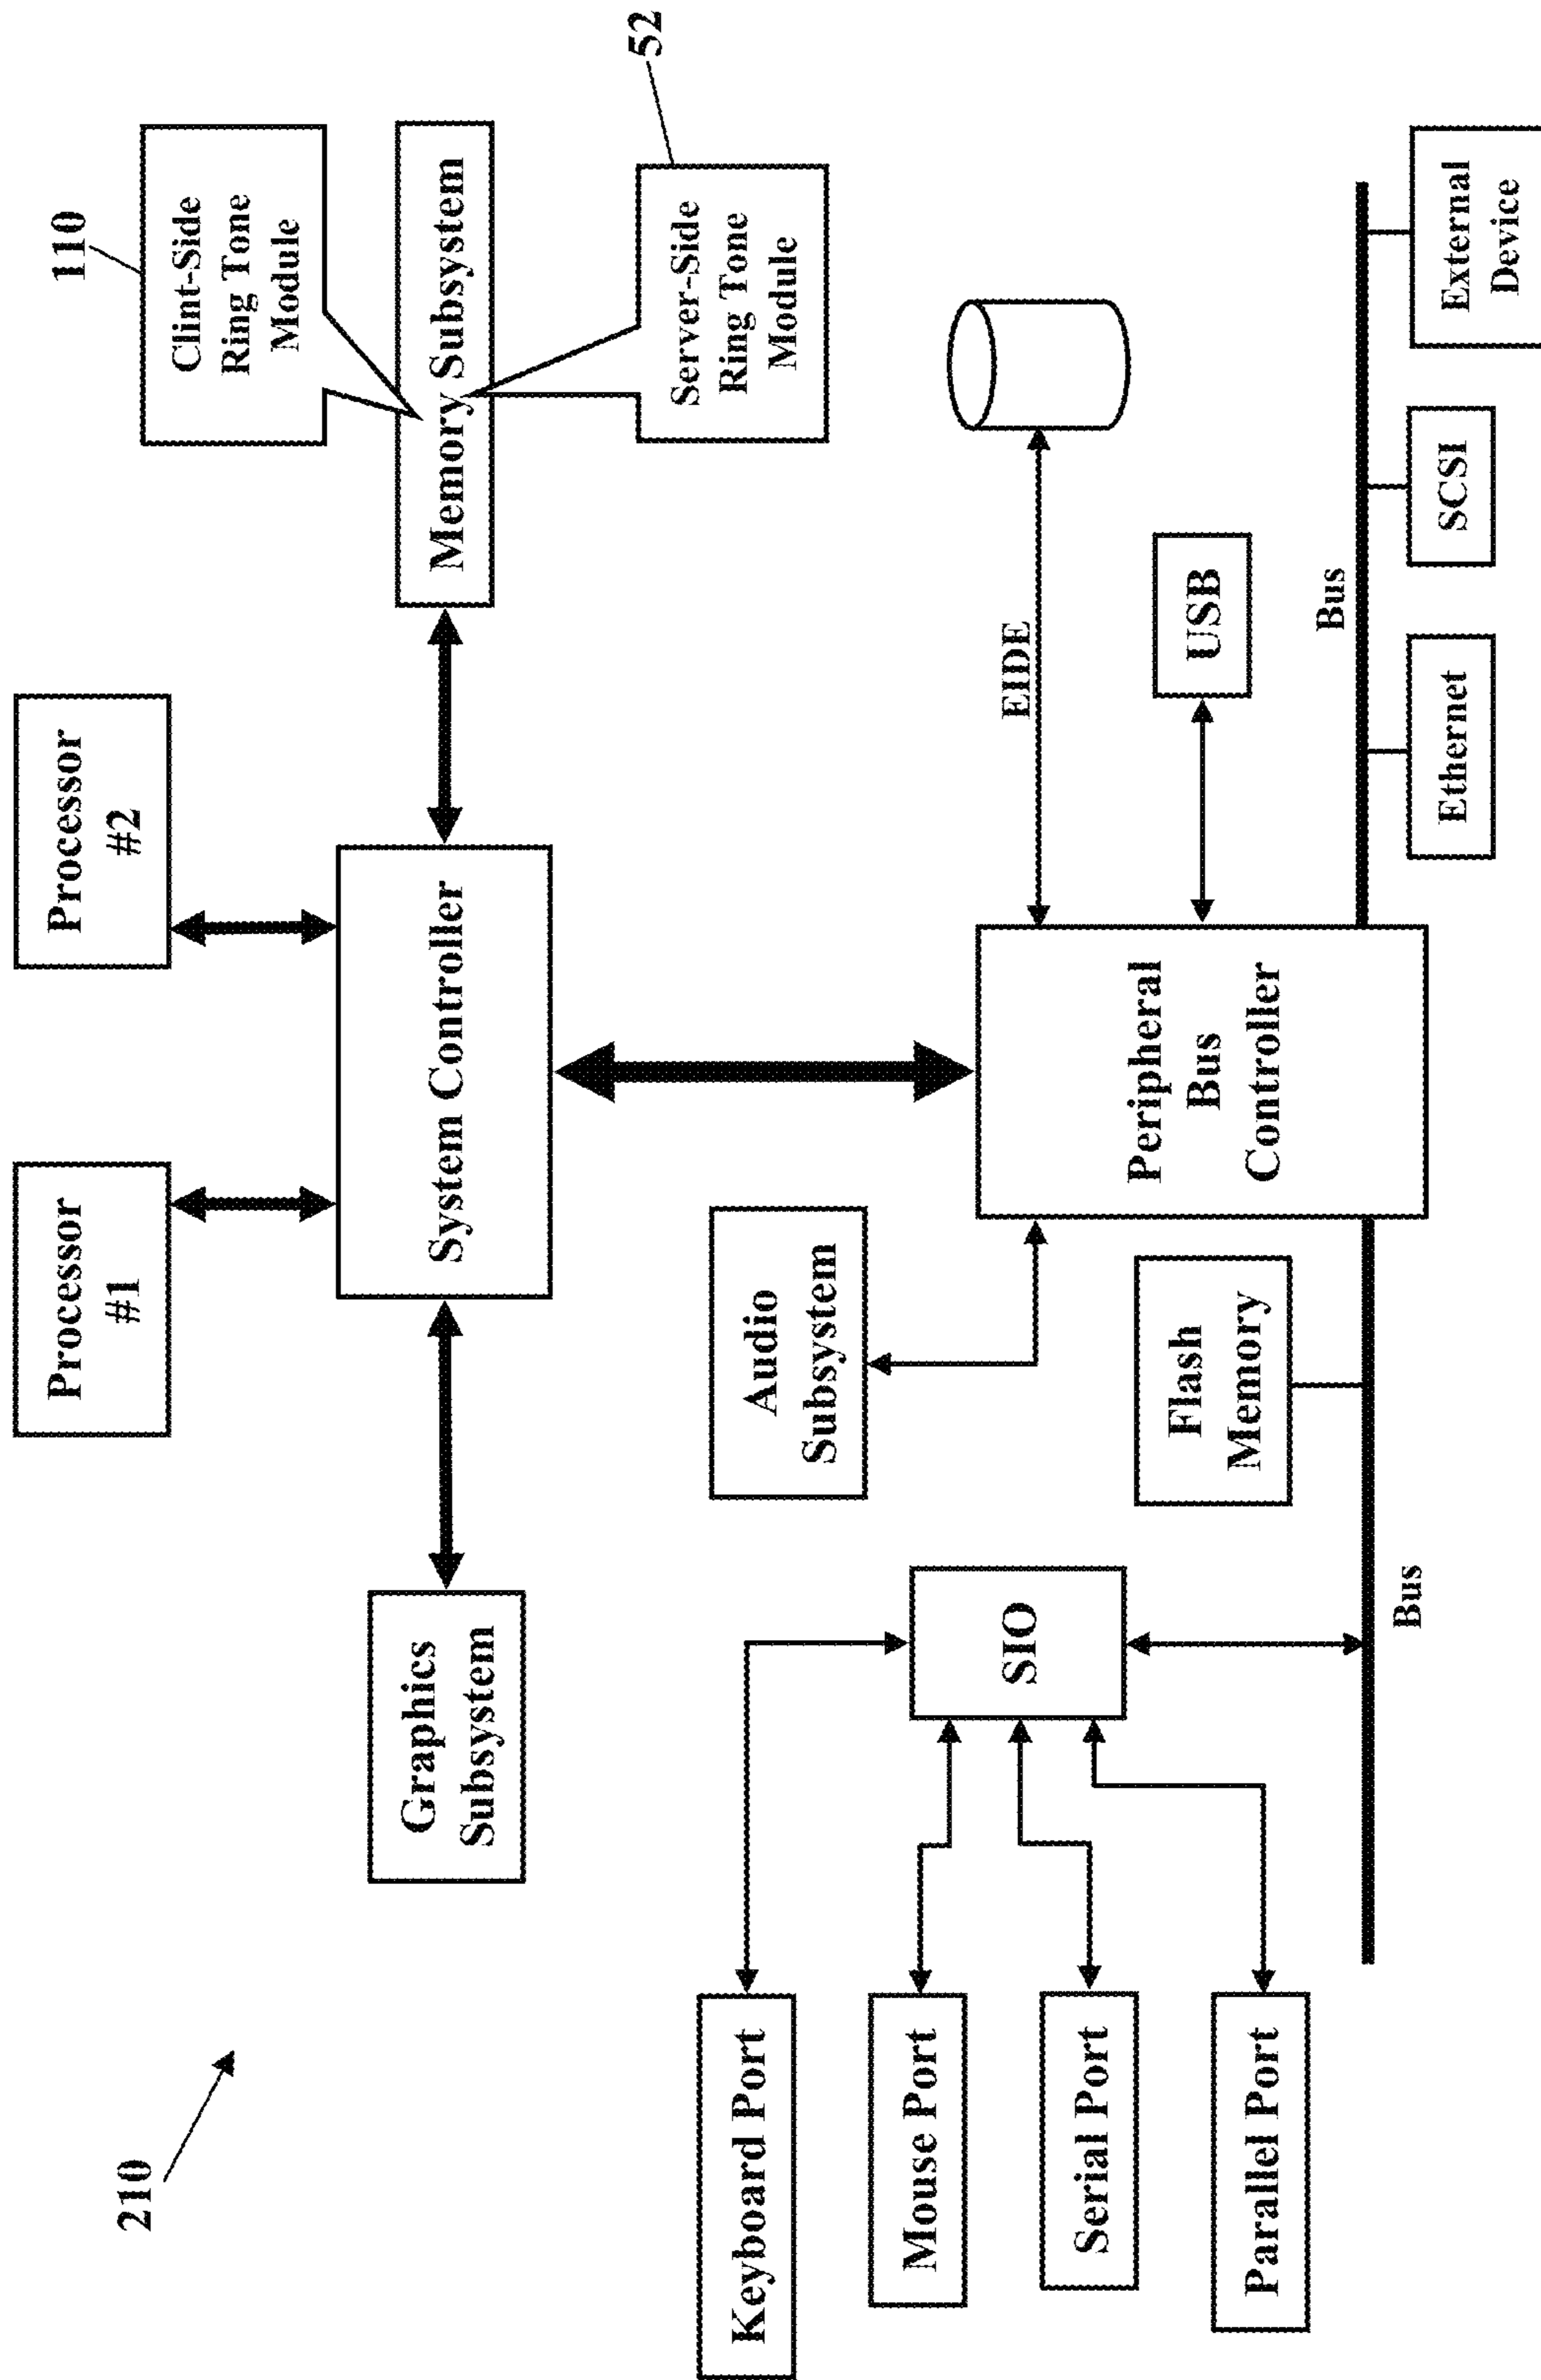 210
110
Processor
#1
Processor
#2
Clint-Side
Ring Tone
Module
Graphics
Subsystem
System Controller
Memory Subsystem
52
Server-Side
Ring Tone
Module
Keyboard Port
Mouse Port
Serial Port
Parallel Port
SIO
Audio
Subsystem
Flash
Memory
Peripheral
Bus
Controller
EIDE
USB
Bus
Bus
Ethernet
SCSI
External
Device